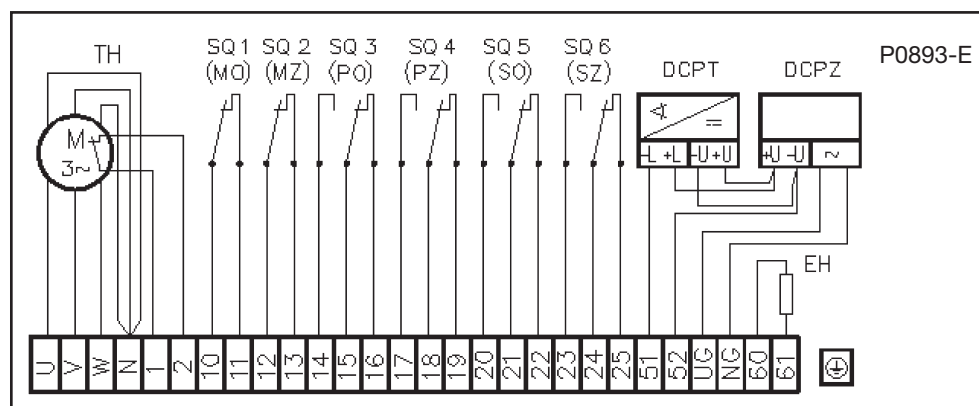 P0893-E
TH
SQ 1 SQ 2 SQ 3 SQ 4 SQ 5 SQ 6
(MO) (MZ) (PO) (PZ) (SO) (SZ)
DCPT DCPZ
M
3~
-L +L -U +U +U -U ~
EH
U V W N 1 2 10 11 12 13 14 15 16 17 18 19 20 21 22 23 24 25 51 52 UG NG 60 61